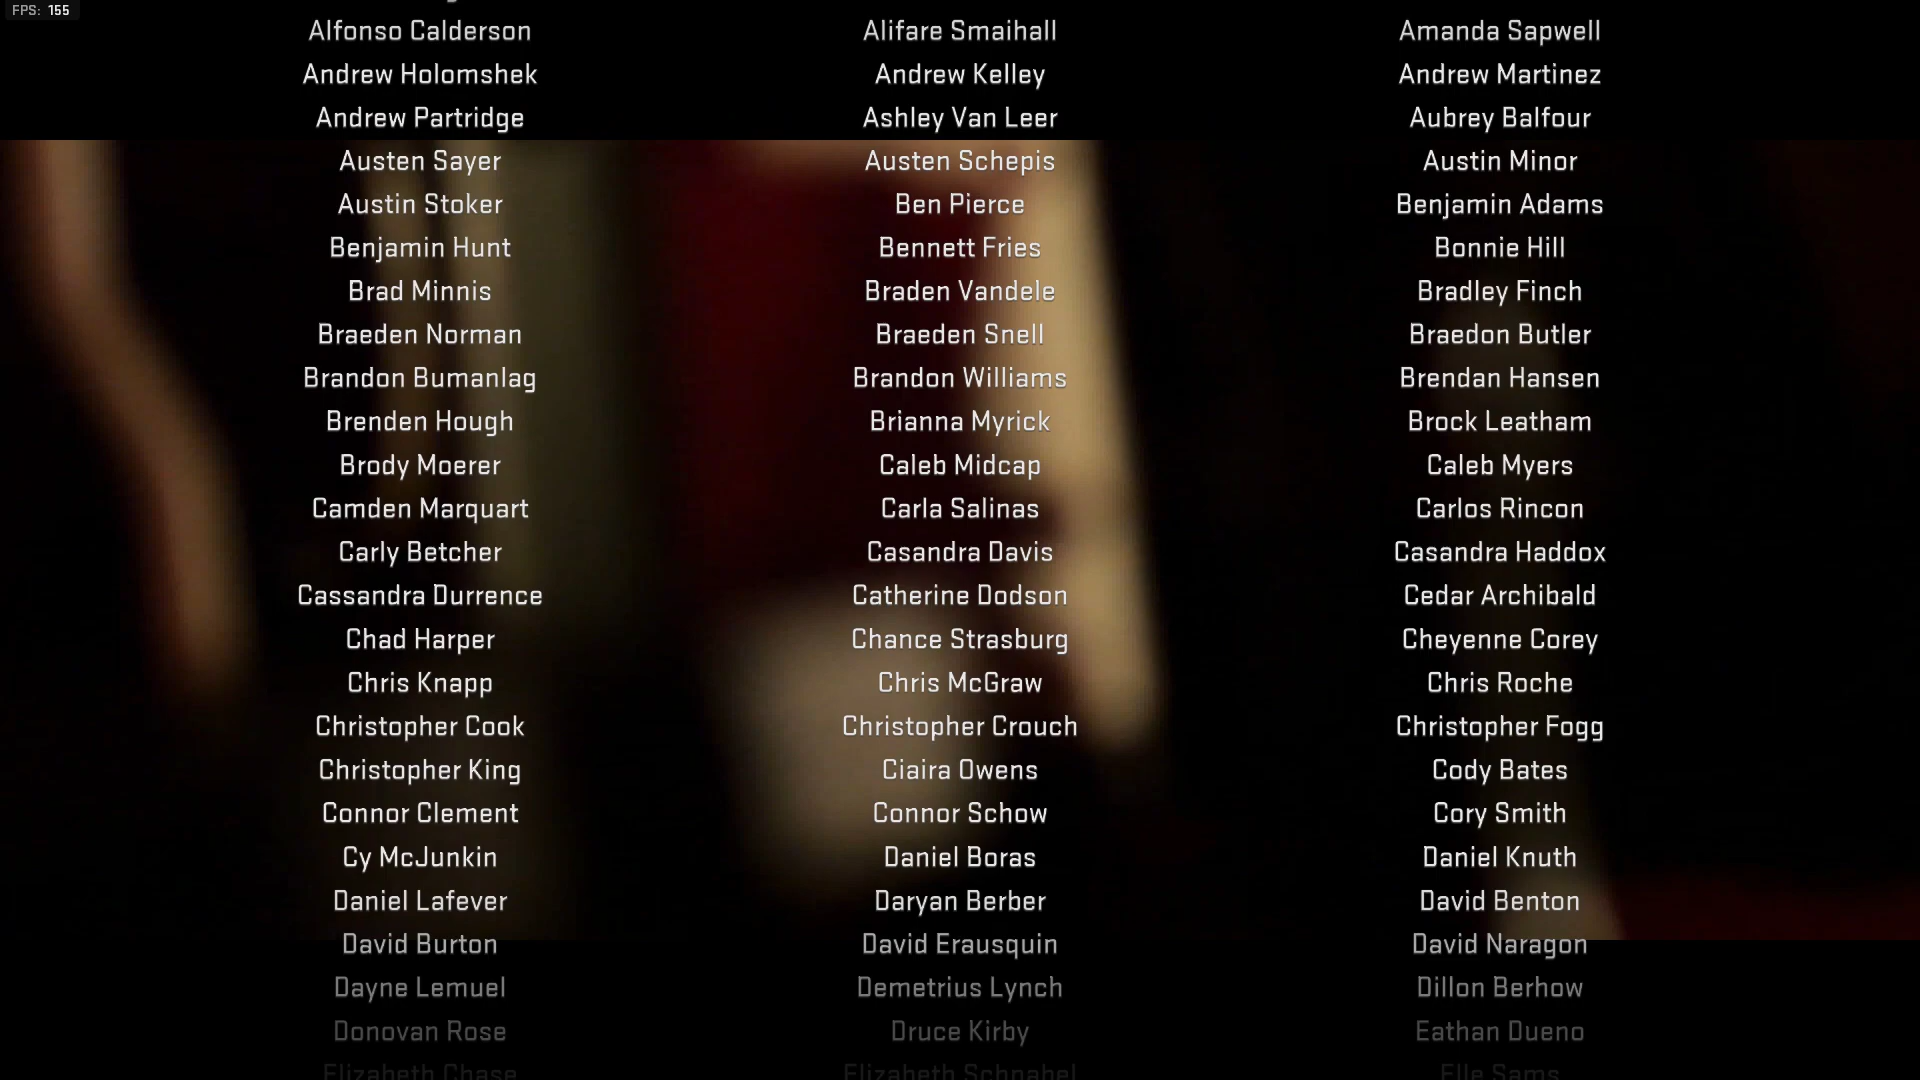 FPS: 155
Alfonso Calderson Alifare Smaihall Amanda Sapwell
Andrew Holomshek Andrew Kelley Andrew Martinez
Andrew Partridge Ashley Van Leer Aubrey Balfour
Austen Sayer Austen Schepis Austin Minor
Austin Stoker Ben Pierce Benjamin Adams
Benjamin Hunt Bennett Fries Bonnie Hill
Brad Minnis Braden Vandele Bradley Finch
Braeden Norman Braeden Snell Braedon Butler
Brandon Bumanlag Brandon Williams Brendan Hansen
Brenden Hough Brianna Myrick Brock Leatham
Brody Moerer Caleb Midcap Caleb Myers
Camden Marquart Carla Salinas Carlos Rincon
Carly Betcher Casandra Davis Casandra Haddox
Cassandra Durrence Catherine Dodson Cedar Archibald
Chad Harper Chance Strasburg Cheyenne Corey
Chris Knapp Chris McGraw Chris Roche
Christopher Cook Christopher Crouch Christopher Fogg
Christopher King Ciaira Owens Cody Bates
Connor Clement Connor Schow Cory Smith
Cy McJunkin Daniel Boras Daniel Knuth
Daniel Lafever Daryan Berber David Benton
David Burton David Erausquin David Naragon
Dayne Lemuel Demetrius Lynch Dillon Berhow
Donovan Rose Druce Kirby Eathan Dueno
Elizabeth Chase Elizabeth Schnabel Elle Sams